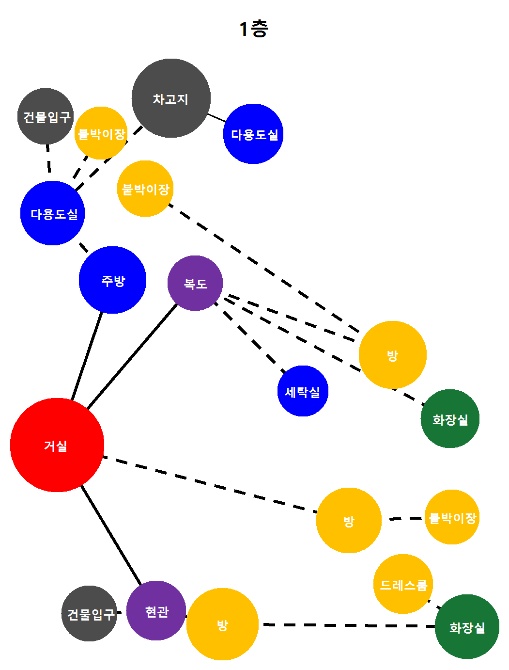 1층
차고지
건물입구
붙박이장
다용도실
붙박이장
다용도실
주방
복도
방
세탁실
화장실
거실
방
붙박이장
드레스룸
건물입구
현관
방
화장실